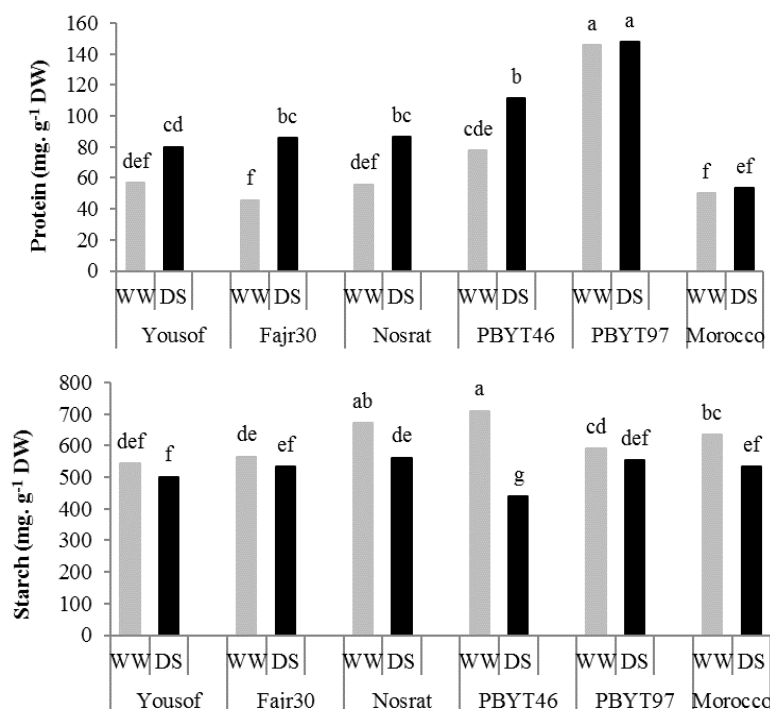 Protein (mg. g⁻¹ DW)
160
140
120
100
80
60
40
20
0
def
cd
f
bc
def
bc
cde
b
a
a
f
ef
WW DS WW DS WW DS WW DS WW DS WW DS
Yousof Fajr30 Nosrat PBYT46 PBYT97 Morocco
Starch (mg. g⁻¹ DW)
800
700
600
500
400
300
200
100
0
def
f
de
ef
ab
de
a
g
cd
def
bc
ef
WW DS WW DS WW DS WW DS WW DS WW DS
Yousof Fajr30 Nosrat PBYT46 PBYT97 Morocco